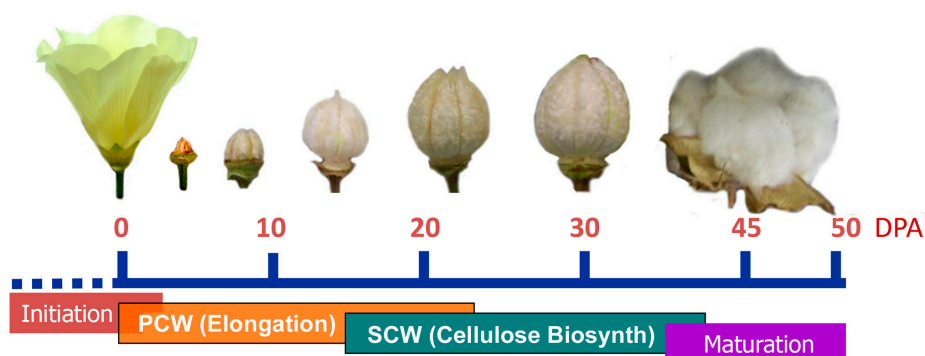 0 10 20 30 45 50 DPA
Initiation
PCW (Elongation)
SCW (Cellulose Biosynth)
Maturation